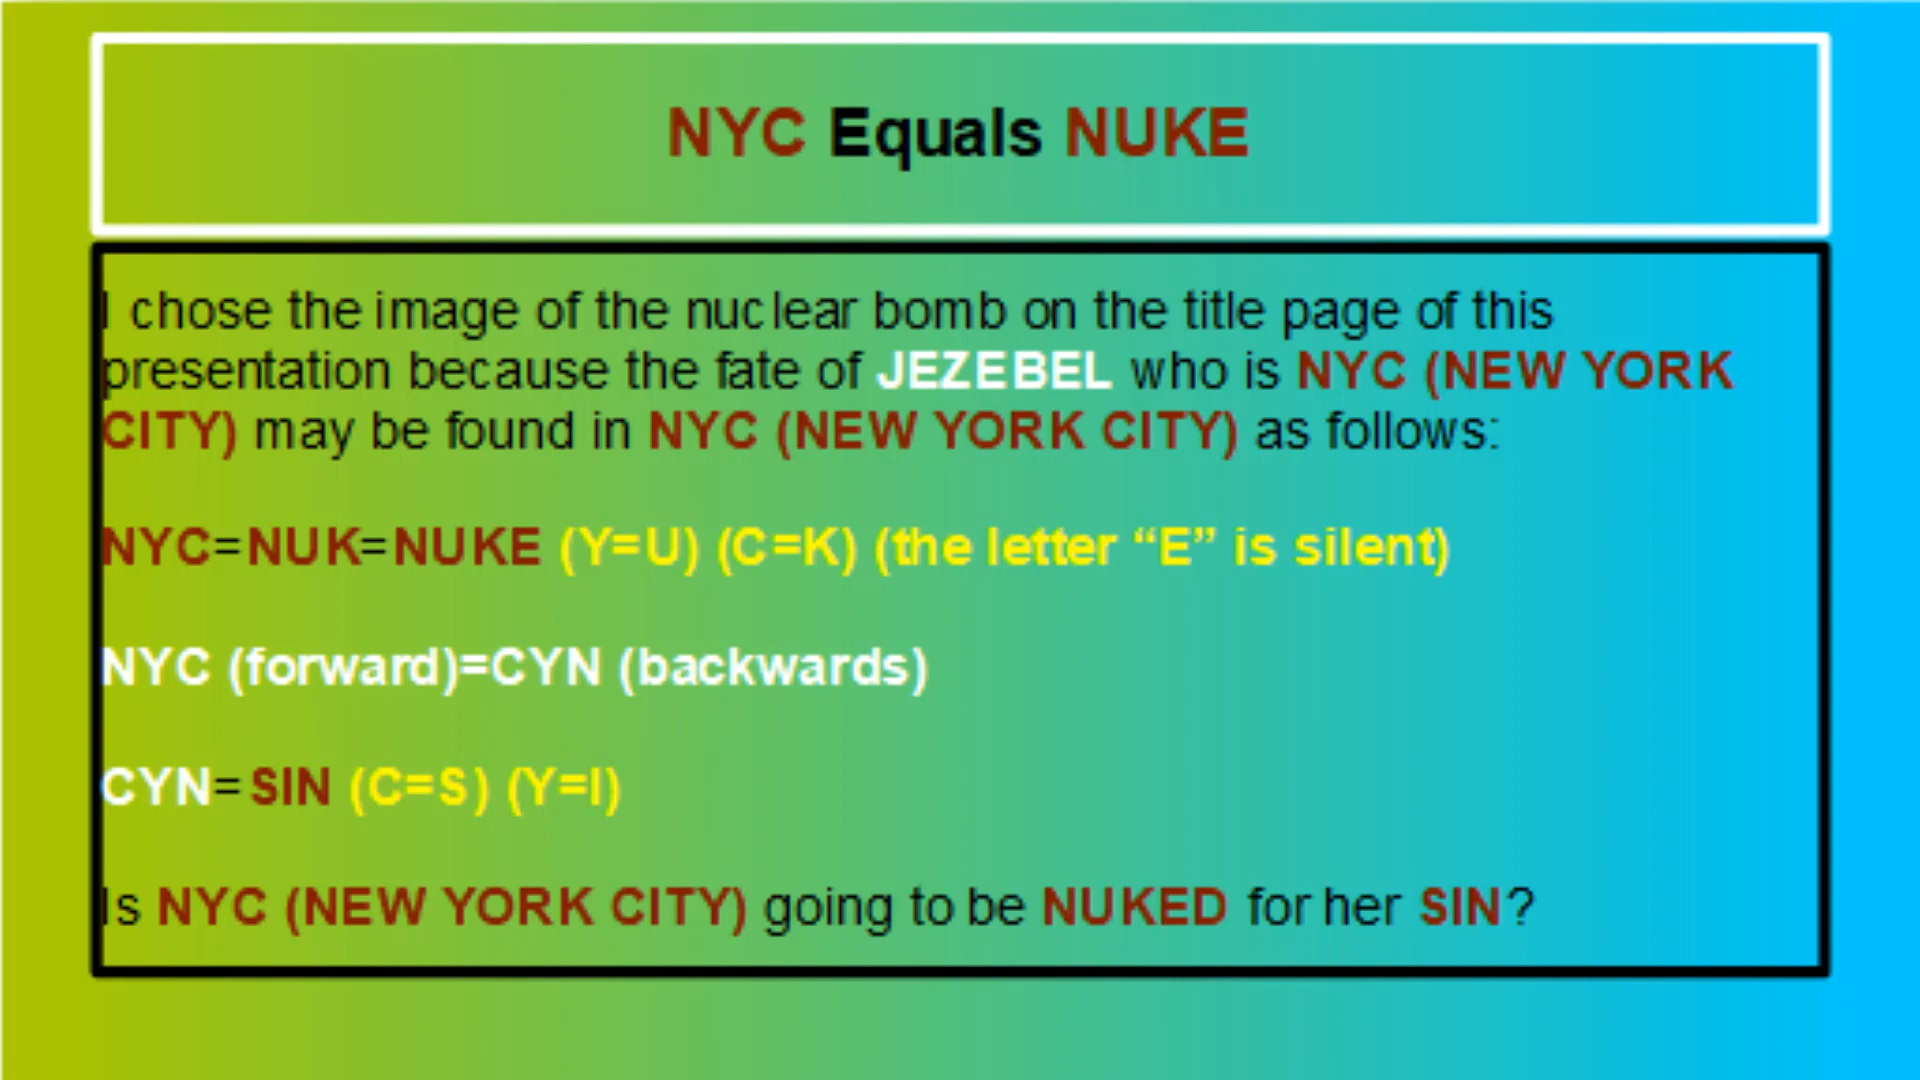 NYC Equals NUKE
I chose the image of the nuclear bomb on the title page of this
presentation because the fate of JEZEBEL who is NYC (NEW YORK
CITY) may be found in NYC (NEW YORK CITY) as follows:
NYC=NUK=NUKE (Y=U) (C=K) (the letter “E” is silent)
NYC (forward)=CYN (backwards)
CYN=SIN (C=S) (Y=I)
Is NYC (NEW YORK CITY) going to be NUKED for her SIN?